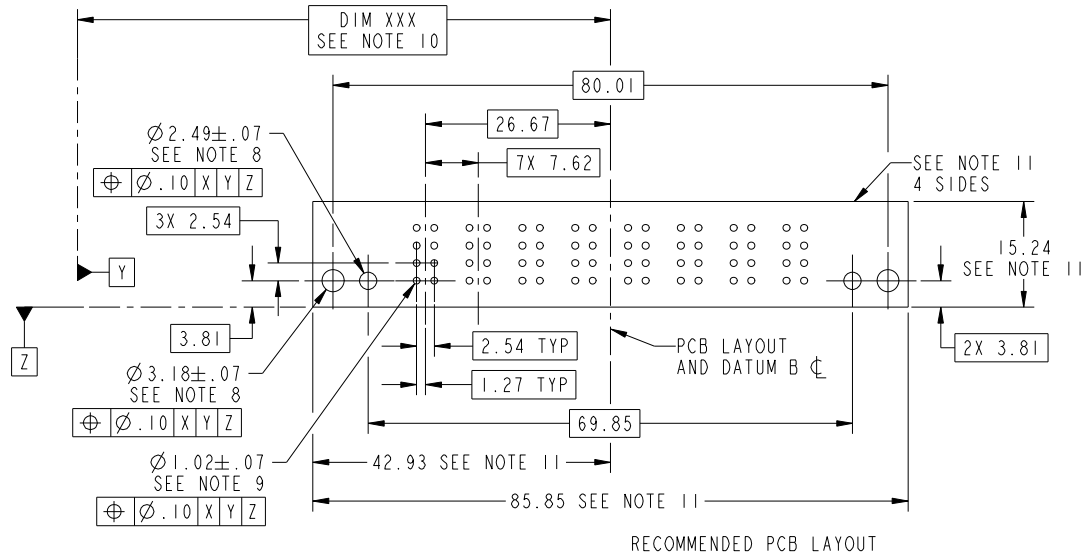 DIM XXX
SEE NOTE 10
80.01
26.67
Ø2.49±.07
SEE NOTE 8
⌖ Ø.10 X Y Z
7X 7.62
SEE NOTE 11
4 SIDES
3X 2.54
15.24
SEE NOTE 11
Y
3.81
Z
2.54 TYP
PCB LAYOUT
AND DATUM B ℄
2X 3.81
Ø3.18±.07
SEE NOTE 8
⌖ Ø.10 X Y Z
1.27 TYP
69.85
Ø1.02±.07
SEE NOTE 9
⌖ Ø.10 X Y Z
42.93 SEE NOTE 11
85.85 SEE NOTE 11
RECOMMENDED PCB LAYOUT